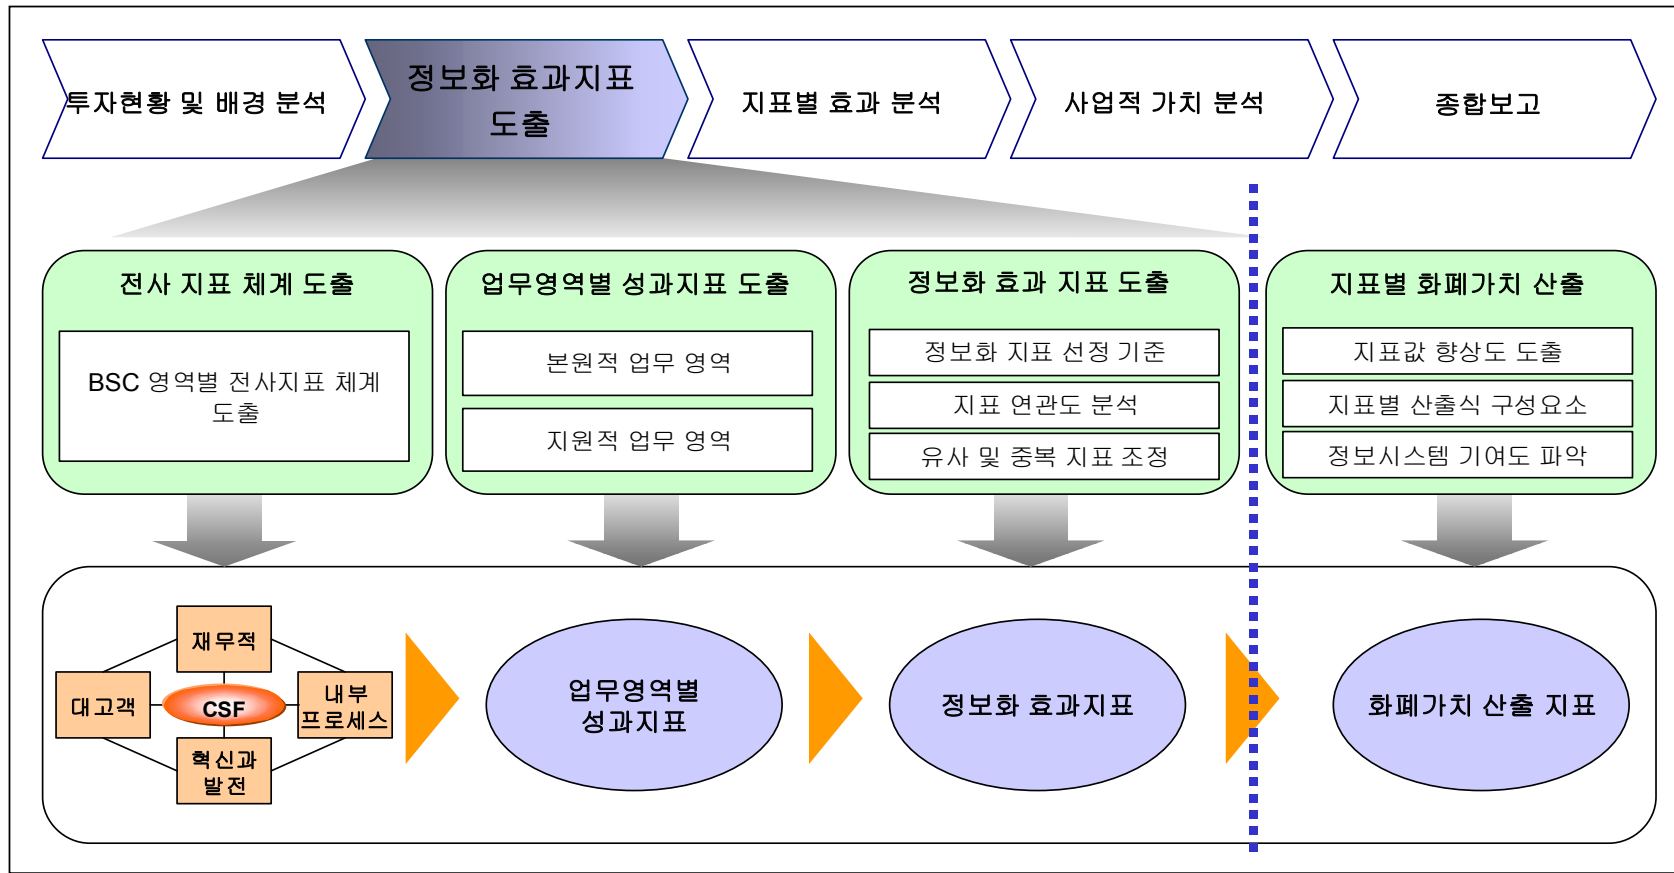 투자현황 및 배경 분석
정보화 효과지표
도출
지표별 효과 분석
사업적 가치 분석
종합보고
전사 지표 체계 도출
BSC 영역별 전사지표 체계
도출
업무영역별 성과지표 도출
본원적 업무 영역
지원적 업무 영역
정보화 효과 지표 도출
정보화 지표 선정 기준
지표 연관도 분석
유사 및 중복 지표 조정
지표별 화폐가치 산출
지표값 향상도 도출
지표별 산출식 구성요소
정보시스템 기여도 파악
재무적
대고객
CSF
내부
프로세스
혁신과
발전
업무영역별
성과지표
정보화 효과지표
화폐가치 산출 지표